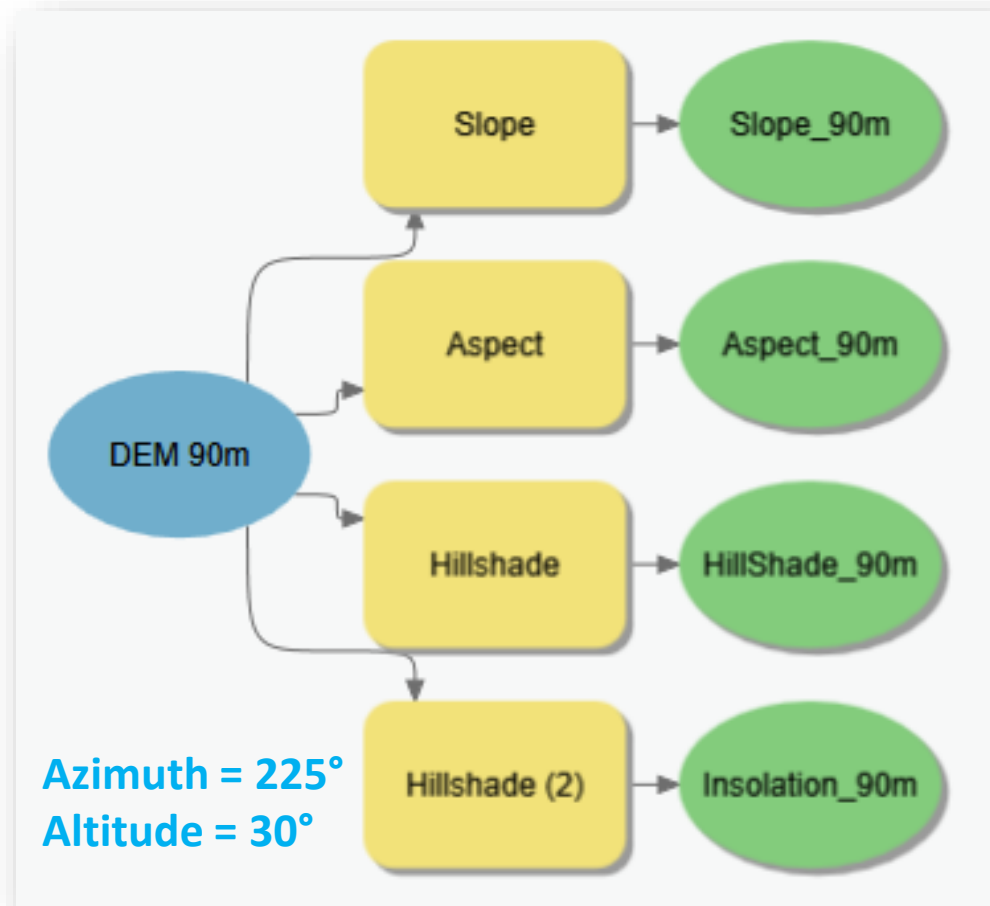 Slope
Slope_90m
Aspect
Aspect_90m
DEM 90m
Hillshade
HillShade_90m
Azimuth = 225°
Altitude = 30°
Hillshade (2)
Insolation_90m